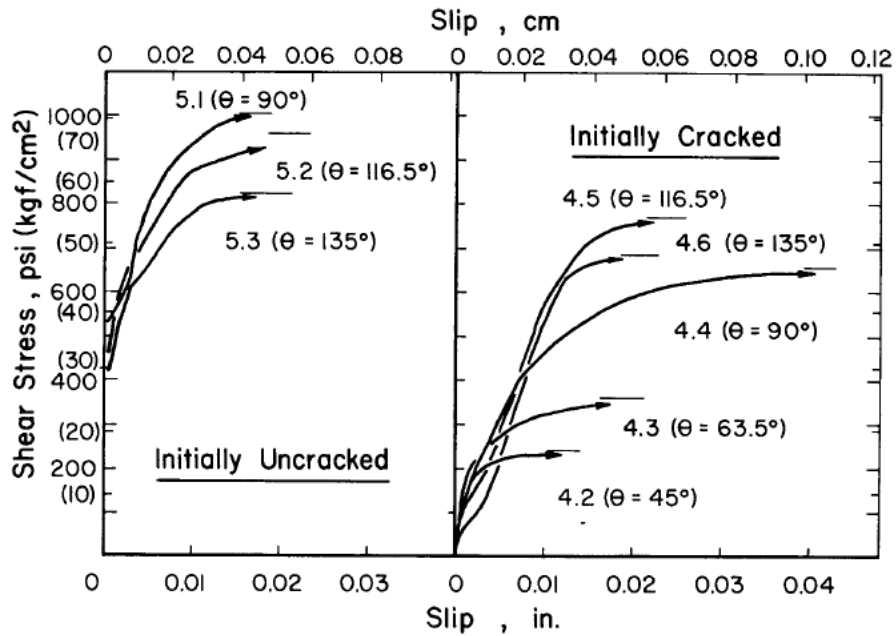 Slip , cm
0 0.02 0.04 0.06 0.08 0 0.02 0.04 0.06 0.08 0.10 0.12
Shear Stress , psi (kgf/cm²)
1000
(70)
(60)
800
(50)
600
(40)
(30)
400
(20)
200
(10)
5.1 (θ = 90°)
5.2 (θ = 116.5°)
5.3 (θ = 135°)
Initially Uncracked
Initially Cracked
4.5 (θ = 116.5°)
4.6 (θ = 135°)
4.4 (θ = 90°)
4.3 (θ = 63.5°)
4.2 (θ = 45°)
0 0.01 0.02 0.03 0 0.01 0.02 0.03 0.04
Slip , in.